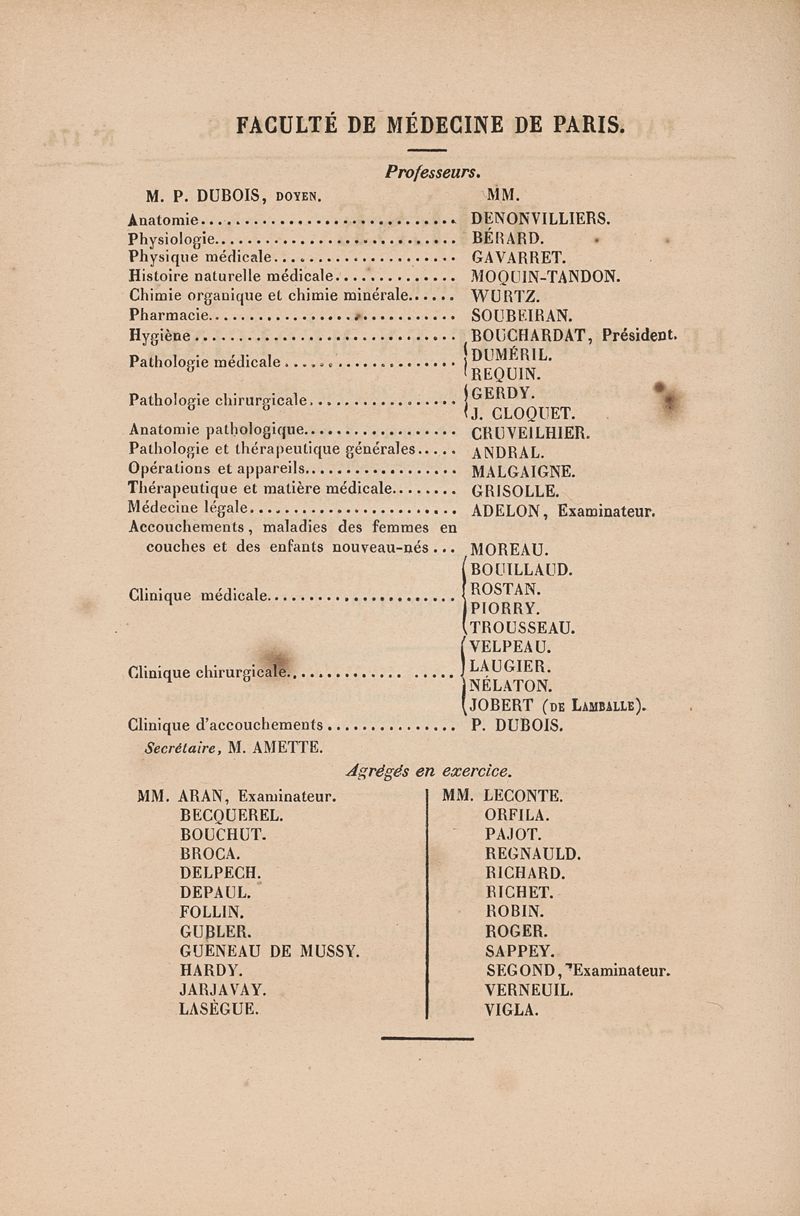 FACULTÉ DE MÉDECINE DE PARIS.
Professeurs.
M. P. DUBOIS, DOYEN. MM.
Anatomie............................. DENONVILLIERS.
Physiologie............................ BÉRARD.
Physique médicale...................... GAVARRET.
Histoire naturelle médicale............... MOQUIN-TANDON.
Chimie organique et chimie minérale...... WURTZ.
Pharmacie.............................. SOUBEIRAN.
Hygiène................................ BOUCHARDAT, Président.
Pathologie médicale..................... DUMÉRIL.
REQUIN.
Pathologie chirurgicale.................. GERDY.
J. CLOQUET.
Anatomie pathologique.................. CRUVEILHIER.
Pathologie et thérapeutique générales..... ANDRAL.
Opérations et appareils.................. MALGAIGNE.
Thérapeutique et matière médicale........ GRISOLLE.
Médecine légale......................... ADELON, Examinateur.
Accouchements, maladies des femmes en
couches et des enfants nouveau-nés... MOREAU.
Clinique médicale....................... BOUILLAUD.
ROSTAN.
PIORRY.
TROUSSEAU.
Clinique chirurgicale.............. ..... VELPEAU.
LAUGIER.
NÉLATON.
JOBERT (DE LAMBALLE).
Clinique d'accouchements................ P. DUBOIS.
Secrétaire, M. AMETTE.
Agrégés en exercice.
MM. ARAN, Examinateur.
BECQUEREL.
BOUCHUT.
BROCA.
DELPECH.
DEPAUL.
FOLLIN.
GUBLER.
GUENEAU DE MUSSY.
HARDY.
JARJAVAY.
LASÈGUE.
MM. LECONTE.
ORFILA.
PAJOT.
REGNAULD.
RICHARD.
RICHET.
ROBIN.
ROGER.
SAPPEY.
SEGOND, Examinateur.
VERNEUIL.
VIGLA.